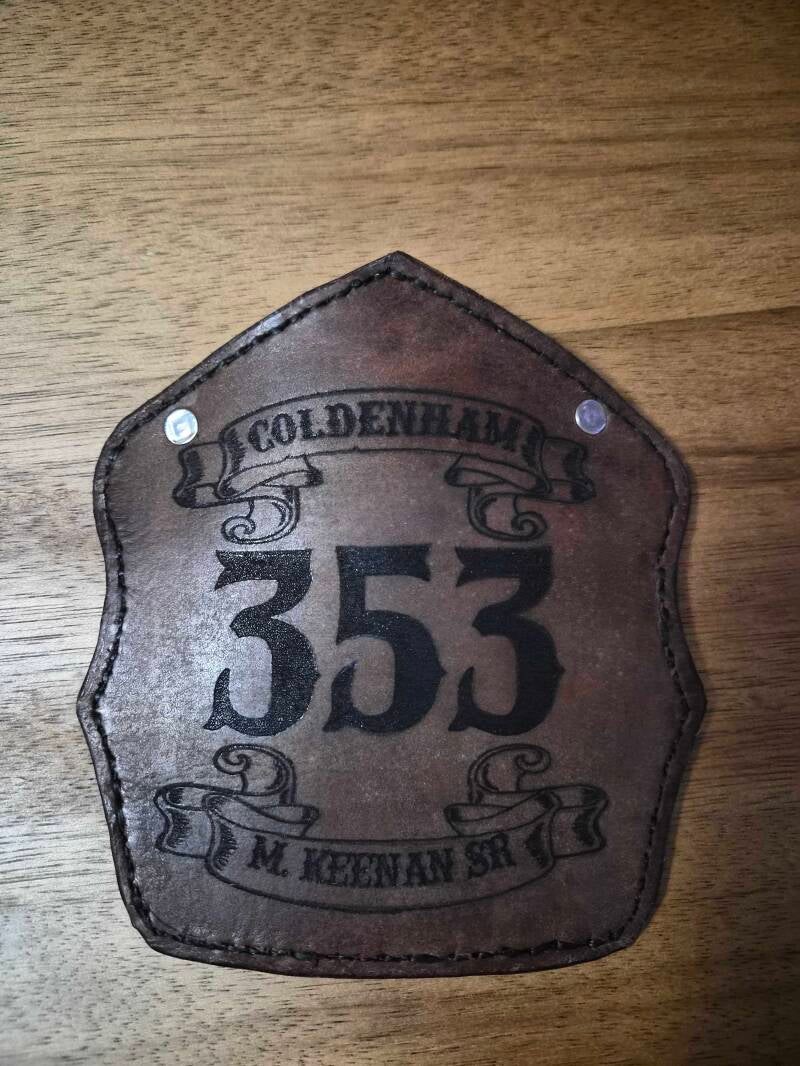 COLDENHAM
353
M. KEENAN SR